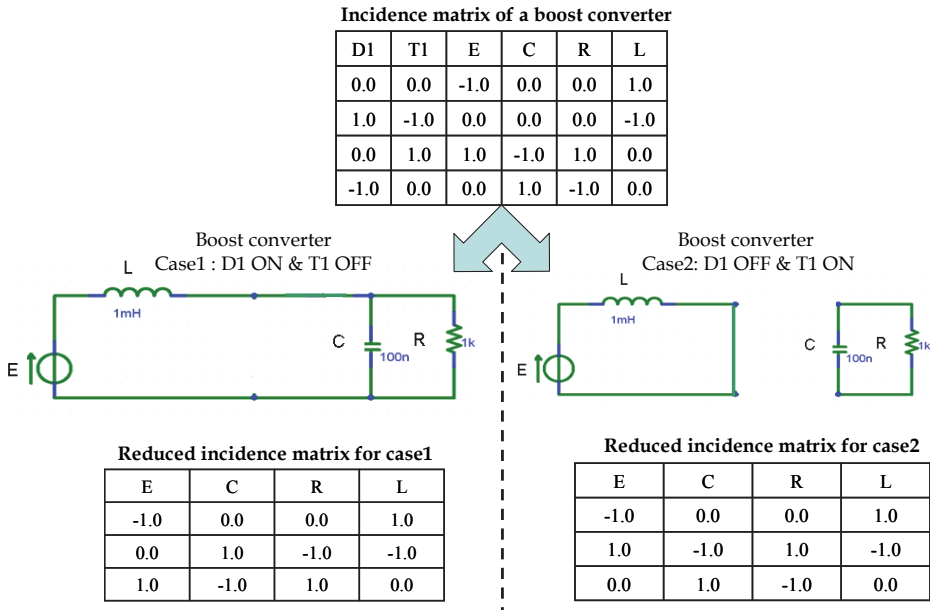 Incidence matrix of a boost converter
D1 T1 E C R L
0.0 0.0 -1.0 0.0 0.0 1.0
1.0 -1.0 0.0 0.0 0.0 -1.0
0.0 1.0 1.0 -1.0 1.0 0.0
-1.0 0.0 0.0 1.0 -1.0 0.0
Boost converter
Case1 : D1 ON & T1 OFF
L
1mH
E
C
100n
R
1k
Boost converter
Case2: D1 OFF & T1 ON
L
1mH
E
C
100n
R
1k
Reduced incidence matrix for case1
E C R L
-1.0 0.0 0.0 1.0
0.0 1.0 -1.0 -1.0
1.0 -1.0 1.0 0.0
Reduced incidence matrix for case2
E C R L
-1.0 0.0 0.0 1.0
1.0 -1.0 1.0 -1.0
0.0 1.0 -1.0 0.0